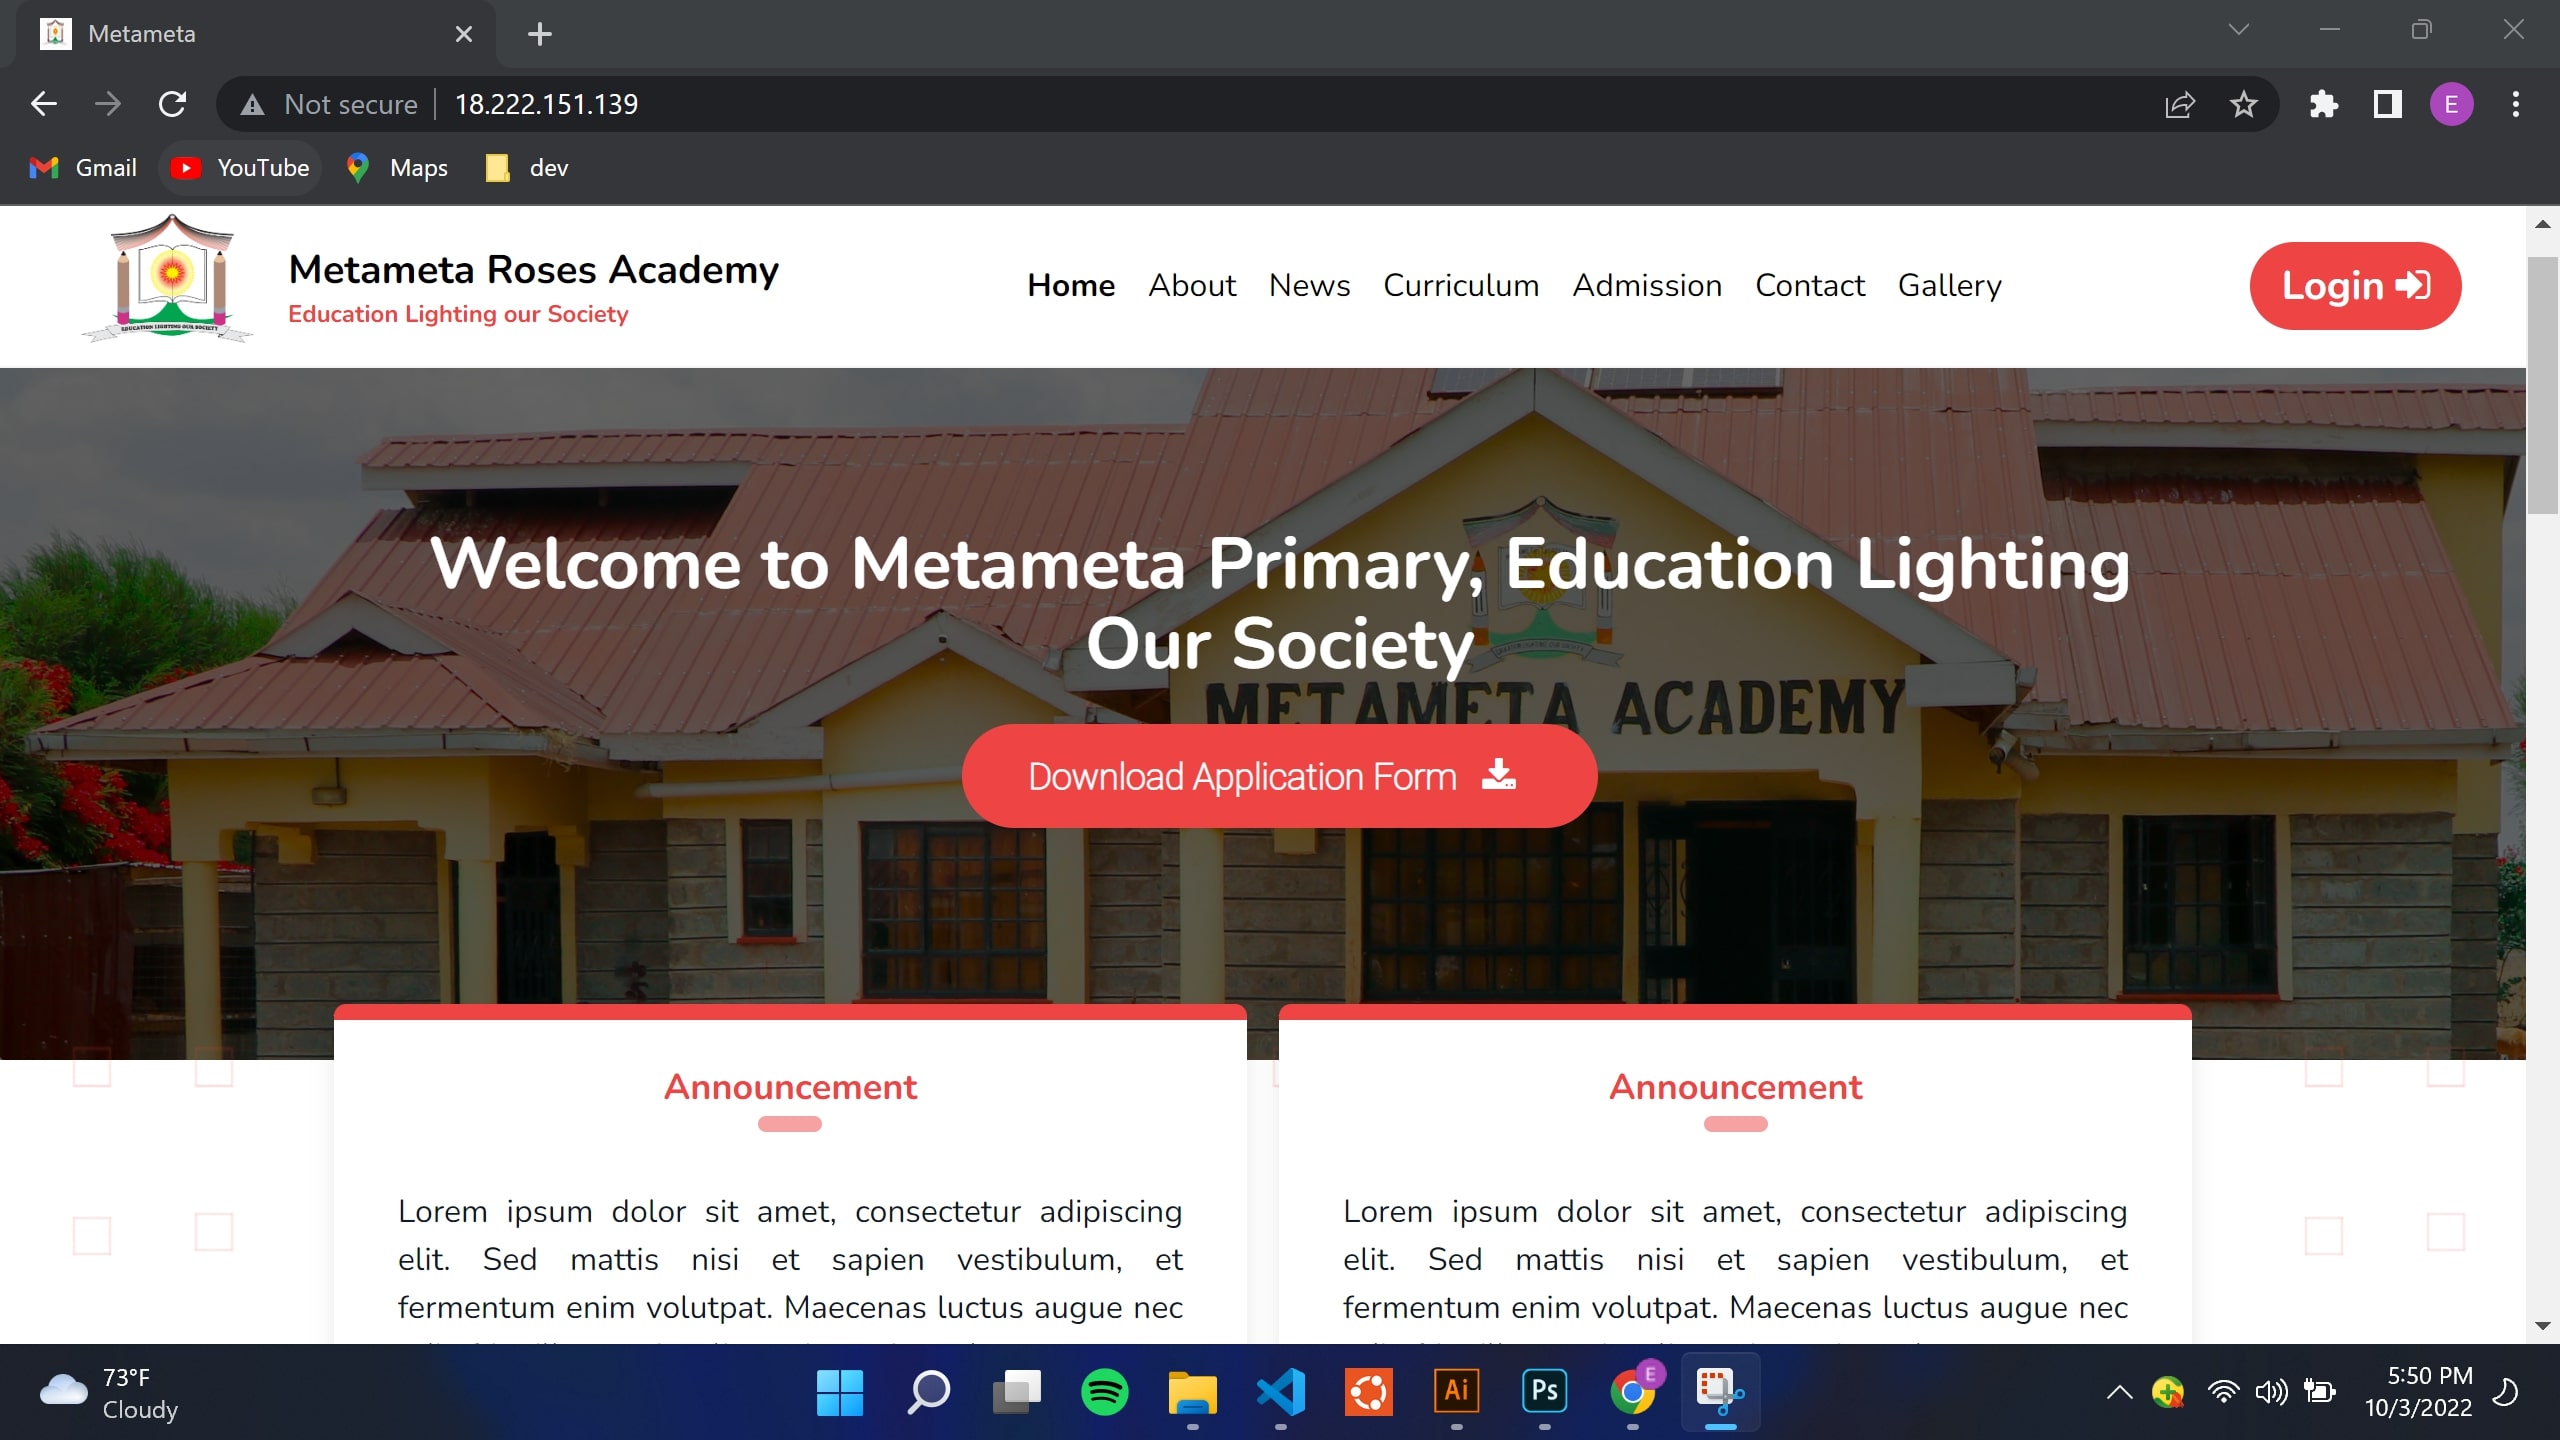 Metameta
Not secure
18.222.151.139
E
Gmail
YouTube
Maps
dev
EDUCATION LIGHTING OUR SOCIETY
Metameta Roses Academy
Education Lighting our Society
Home
About
News
Curriculum
Admission
Contact
Gallery
Login
Welcome to Metameta Primary, Education Lighting
Our Society
METAMETA ACADEMY
Download Application Form
Announcement
Lorem ipsum dolor sit amet, consectetur adipiscing
elit. Sed mattis nisi et sapien vestibulum, et
fermentum enim volutpat. Maecenas luctus augue nec
Announcement
Lorem ipsum dolor sit amet, consectetur adipiscing
elit. Sed mattis nisi et sapien vestibulum, et
fermentum enim volutpat. Maecenas luctus augue nec
73°F
Cloudy
Ai
Ps
E
5:50 PM
10/3/2022